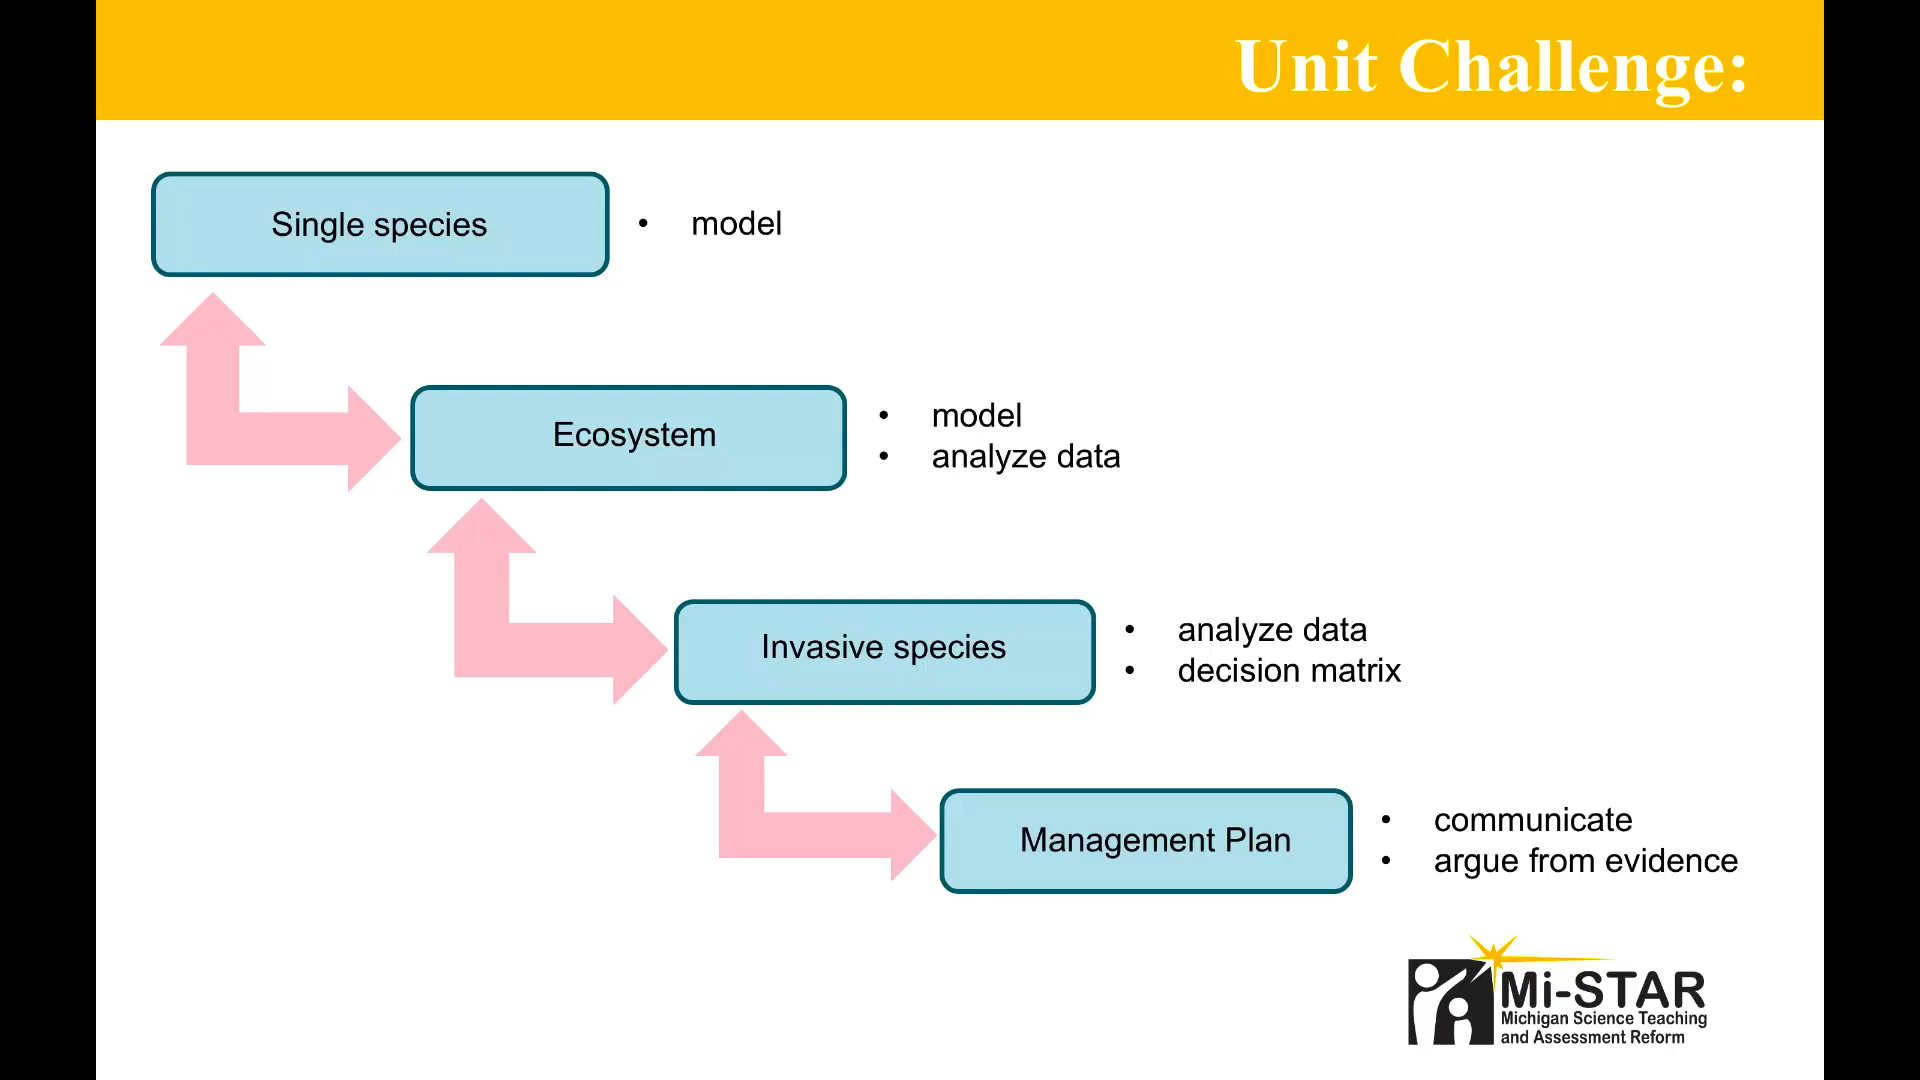 Unit Challenge:
Single species
• model
Ecosystem
• model
• analyze data
Invasive species
• analyze data
• decision matrix
Management Plan
• communicate
• argue from evidence
Mi-STAR
Michigan Science Teaching
and Assessment Reform